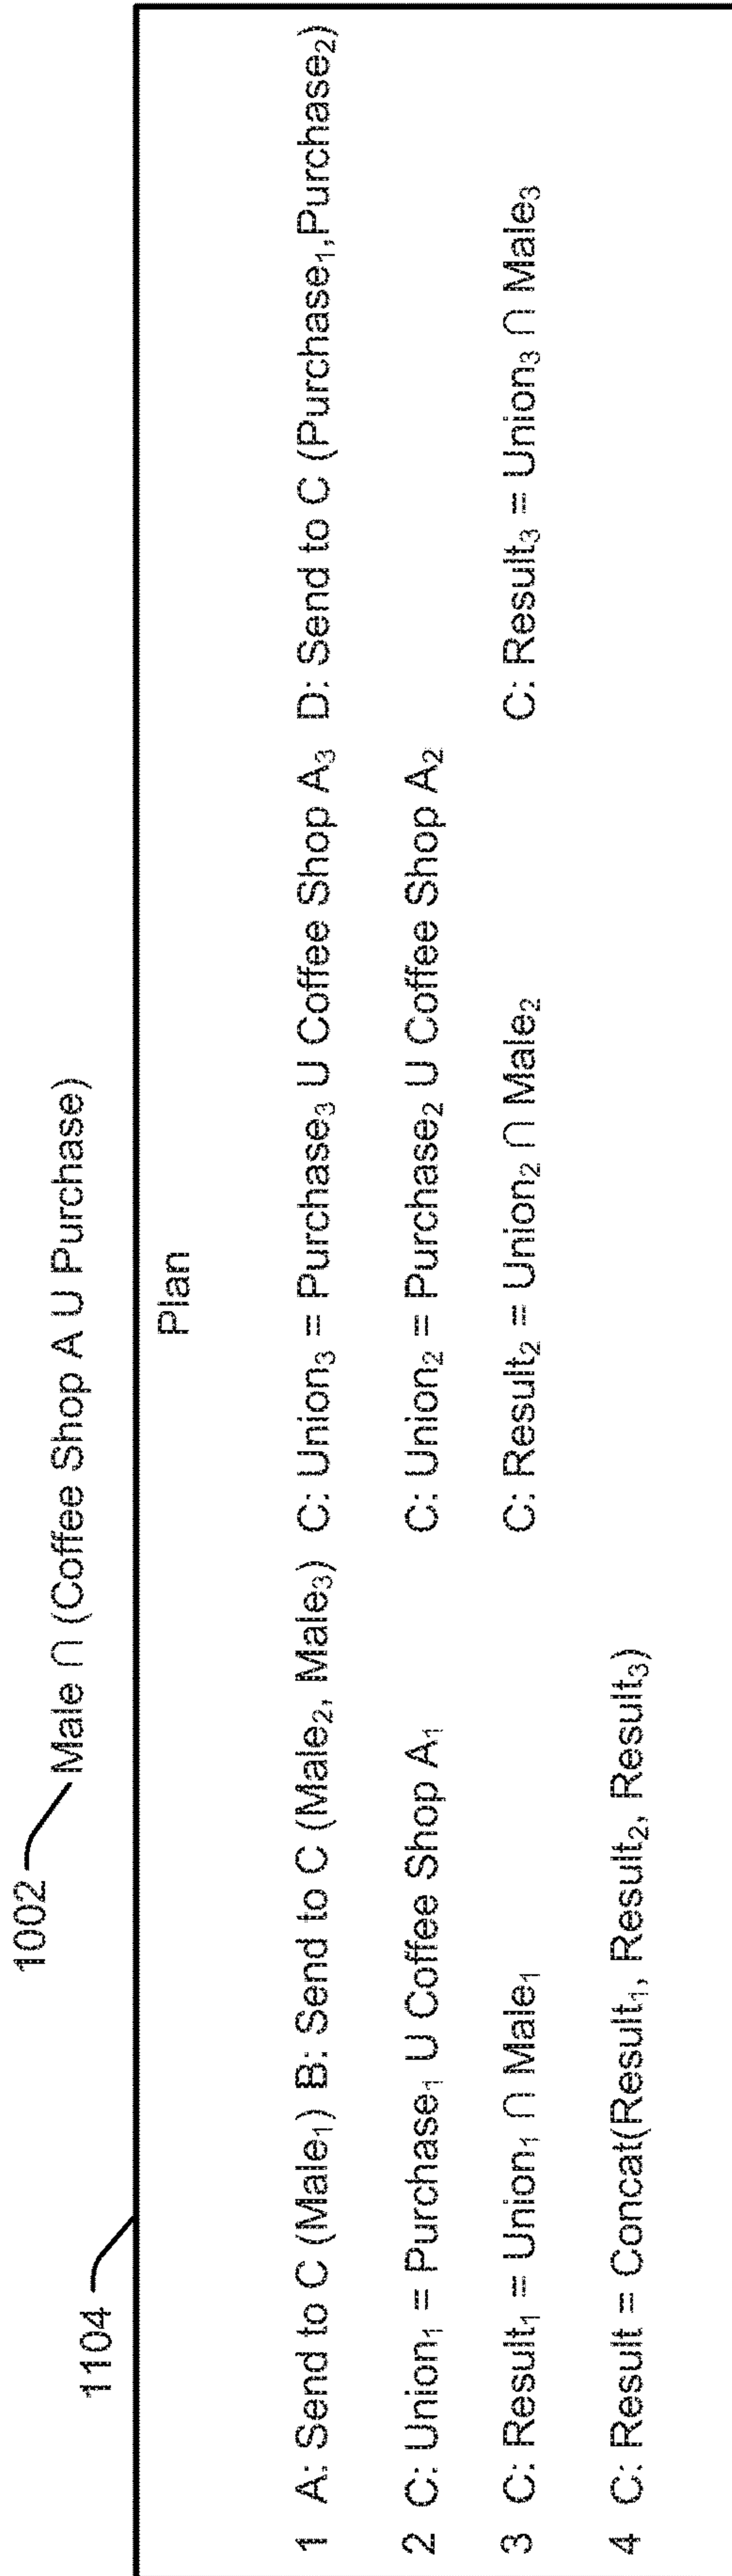 1002
Male ∩ (Coffee Shop A U Purchase)
1104
Plan
1 A: Send to C (Male₁) B: Send to C (Male₂, Male₃) C: Union₃ = Purchase₃ U Coffee Shop A₃ D: Send to C (Purchase₁,Purchase₂)
2 C: Union₁ = Purchase₁ U Coffee Shop A₁ C: Union₂ = Purchase₂ U Coffee Shop A₂
3 C: Result₁ = Union₁ ∩ Male₁ C: Result₂ = Union₂ ∩ Male₂ C: Result₃ = Union₃ ∩ Male₃
4 C: Result = Concat(Result₁, Result₂, Result₃)